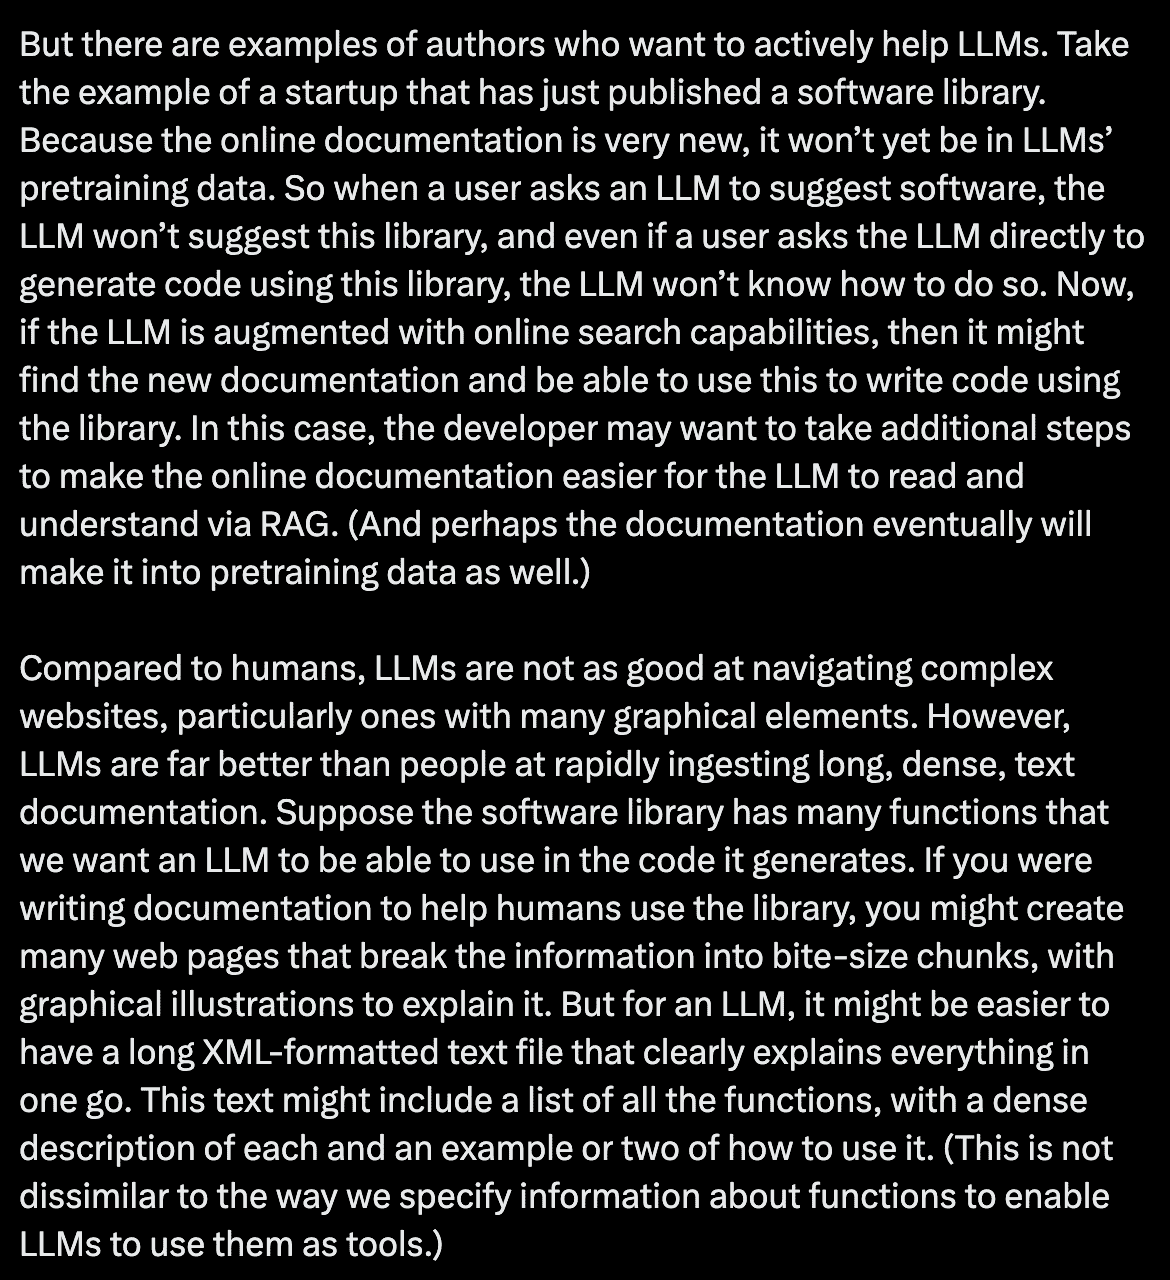 But there are examples of authors who want to actively help LLMs. Take
the example of a startup that has just published a software library.
Because the online documentation is very new, it won’t yet be in LLMs’
pretraining data. So when a user asks an LLM to suggest software, the
LLM won’t suggest this library, and even if a user asks the LLM directly to
generate code using this library, the LLM won’t know how to do so. Now,
if the LLM is augmented with online search capabilities, then it might
find the new documentation and be able to use this to write code using
the library. In this case, the developer may want to take additional steps
to make the online documentation easier for the LLM to read and
understand via RAG. (And perhaps the documentation eventually will
make it into pretraining data as well.)
Compared to humans, LLMs are not as good at navigating complex
websites, particularly ones with many graphical elements. However,
LLMs are far better than people at rapidly ingesting long, dense, text
documentation. Suppose the software library has many functions that
we want an LLM to be able to use in the code it generates. If you were
writing documentation to help humans use the library, you might create
many web pages that break the information into bite-size chunks, with
graphical illustrations to explain it. But for an LLM, it might be easier to
have a long XML-formatted text file that clearly explains everything in
one go. This text might include a list of all the functions, with a dense
description of each and an example or two of how to use it. (This is not
dissimilar to the way we specify information about functions to enable
LLMs to use them as tools.)